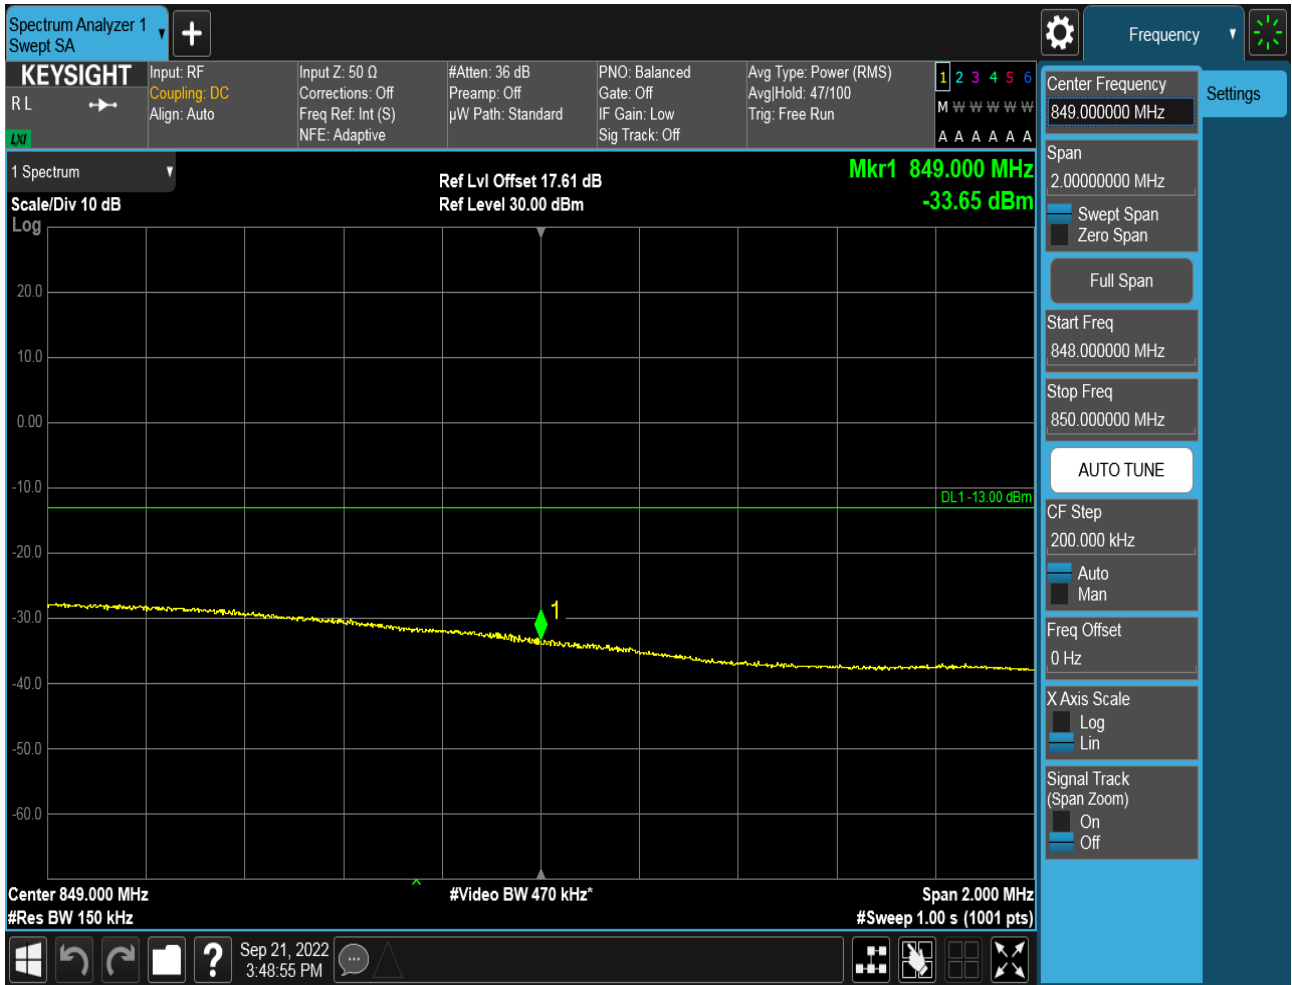 Spectrum Analyzer 1
Swept SA
Frequency
KEYSIGHT
R L
LXI
Input: RF
Coupling: DC
Align: Auto
Input Z: 50 Ω
Corrections: Off
Freq Ref: Int (S)
NFE: Adaptive
#Atten: 36 dB
Preamp: Off
µW Path: Standard
PNO: Balanced
Gate: Off
IF Gain: Low
Sig Track: Off
Avg Type: Power (RMS)
Avg|Hold: 47/100
Trig: Free Run
1 2 3 4 5 6
M W W W W W
A A A A A A
1 Spectrum
Scale/Div 10 dB
Log
Ref Lvl Offset 17.61 dB
Ref Level 30.00 dBm
Mkr1 849.000 MHz
-33.65 dBm
20.0
10.0
0.00
-10.0
DL1 -13.00 dBm
-20.0
-30.0
1
-40.0
-50.0
-60.0
Center 849.000 MHz
#Video BW 470 kHz*
Span 2.000 MHz
#Res BW 150 kHz
#Sweep 1.00 s (1001 pts)
Center Frequency
849.000000 MHz
Settings
Span
2.00000000 MHz
Swept Span
Zero Span
Full Span
Start Freq
848.000000 MHz
Stop Freq
850.000000 MHz
AUTO TUNE
CF Step
200.000 kHz
Auto
Man
Freq Offset
0 Hz
X Axis Scale
Log
Lin
Signal Track
(Span Zoom)
On
Off
?
Sep 21, 2022
3:48:55 PM